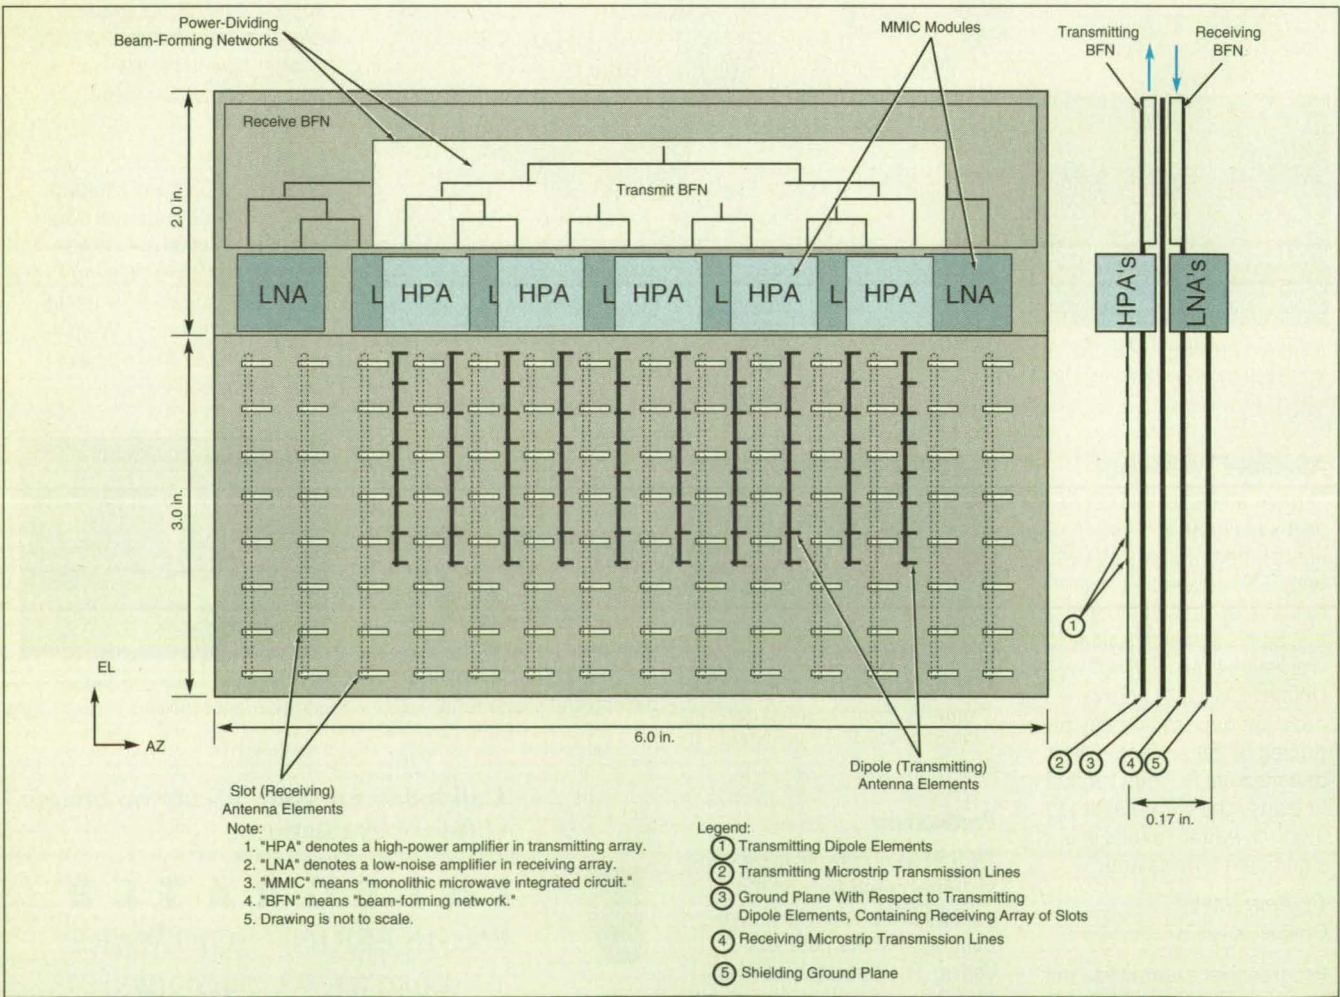 Power-Dividing
Beam-Forming Networks
MMIC Modules
Transmitting
BFN
Receiving
BFN
Receive BFN
Transmit BFN
2.0 in.
LNA
L
HPA
L
HPA
L
HPA
L
HPA
L
HPA
LNA
HPA's
LNA's
3.0 in.
1
EL
AZ
6.0 in.
2
3
4
5
0.17 in.
Slot (Receiving)
Antenna Elements
Dipole (Transmitting)
Antenna Elements
Note:
1. "HPA" denotes a high-power amplifier in transmitting array.
2. "LNA" denotes a low-noise amplifier in receiving array.
3. "MMIC" means "monolithic microwave integrated circuit."
4. "BFN" means "beam-forming network."
5. Drawing is not to scale.
Legend:
1 Transmitting Dipole Elements
2 Transmitting Microstrip Transmission Lines
3 Ground Plane With Respect to Transmitting
Dipole Elements, Containing Receiving Array of Slots
4 Receiving Microstrip Transmission Lines
5 Shielding Ground Plane